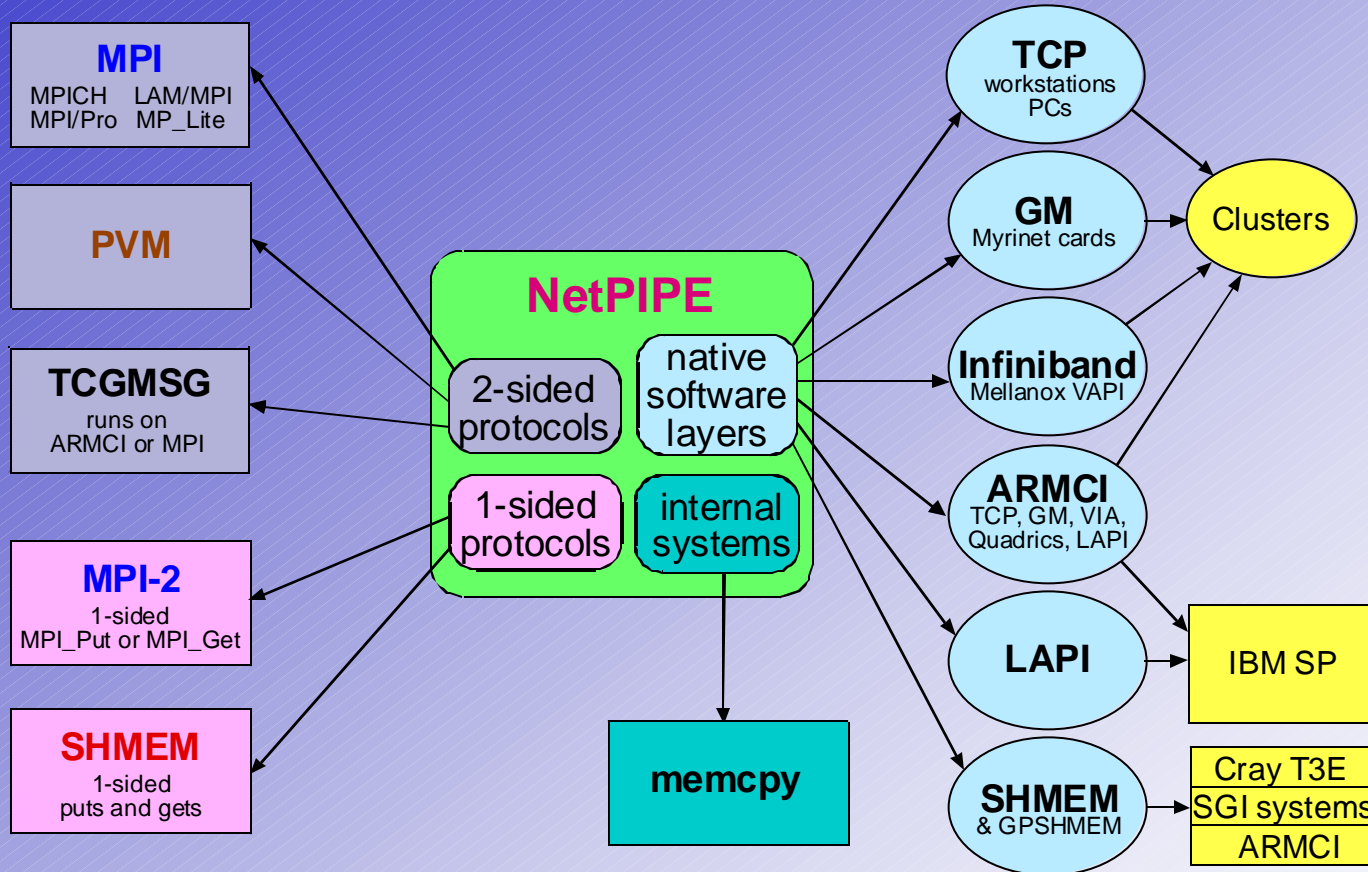 MPI
MPICH LAM/MPI
MPI/Pro MP_Lite
PVM
TCGMSG
runs on
ARMCI or MPI
MPI-2
1-sided
MPI_Put or MPI_Get
SHMEM
1-sided
puts and gets
NetPIPE
2-sided
protocols
native
software
layers
1-sided
protocols
internal
systems
memcpy
TCP
workstations
PCs
GM
Myrinet cards
Infiniband
Mellanox VAPI
ARMCI
TCP, GM, VIA,
Quadrics, LAPI
LAPI
SHMEM
& GPSHMEM
Clusters
IBM SP
Cray T3E
SGI systems
ARMCI